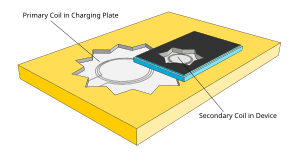 Primary Coil in Charging Plate
Secondary Coil in Device